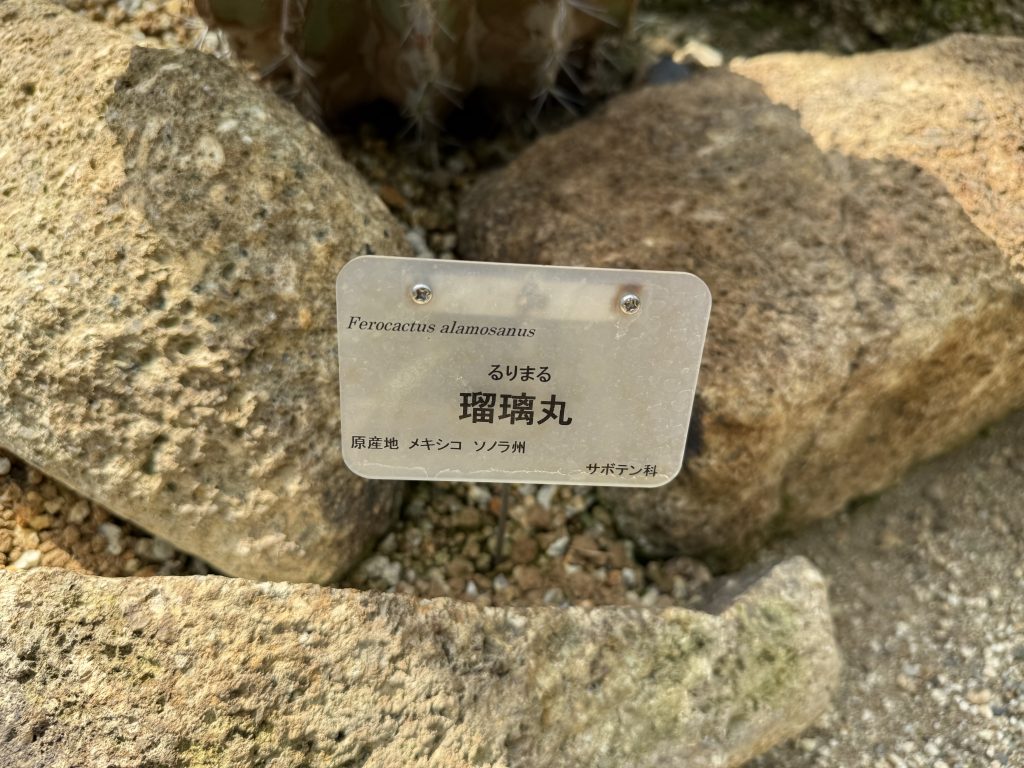 Ferocactus alamosanus
るりまる
瑠璃丸
原産地 メキシコ ソノラ州
サボテン科